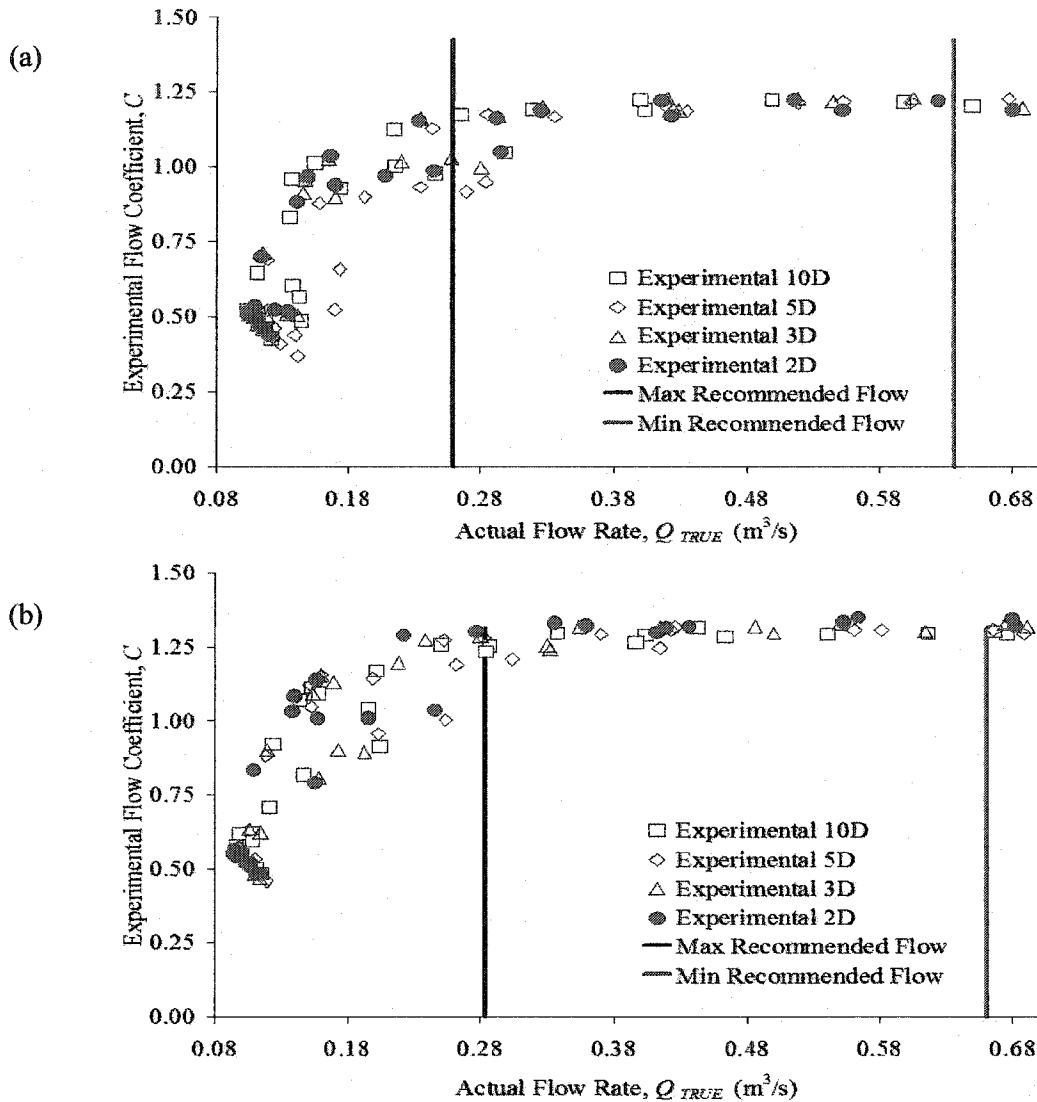 (a)
Experimental Flow Coefficient, C
1.50
1.25
1.00
0.75
0.50
0.25
0.00
Experimental 10D
Experimental 5D
Experimental 3D
Experimental 2D
Max Recommended Flow
Min Recommended Flow
0.08 0.18 0.28 0.38 0.48 0.58 0.68
Actual Flow Rate, Q TRUE (m³/s)
(b)
Experimental Flow Coefficient, C
1.50
1.25
1.00
0.75
0.50
0.25
0.00
Experimental 10D
Experimental 5D
Experimental 3D
Experimental 2D
Max Recommended Flow
Min Recommended Flow
0.08 0.18 0.28 0.38 0.48 0.58 0.68
Actual Flow Rate, Q TRUE (m³/s)